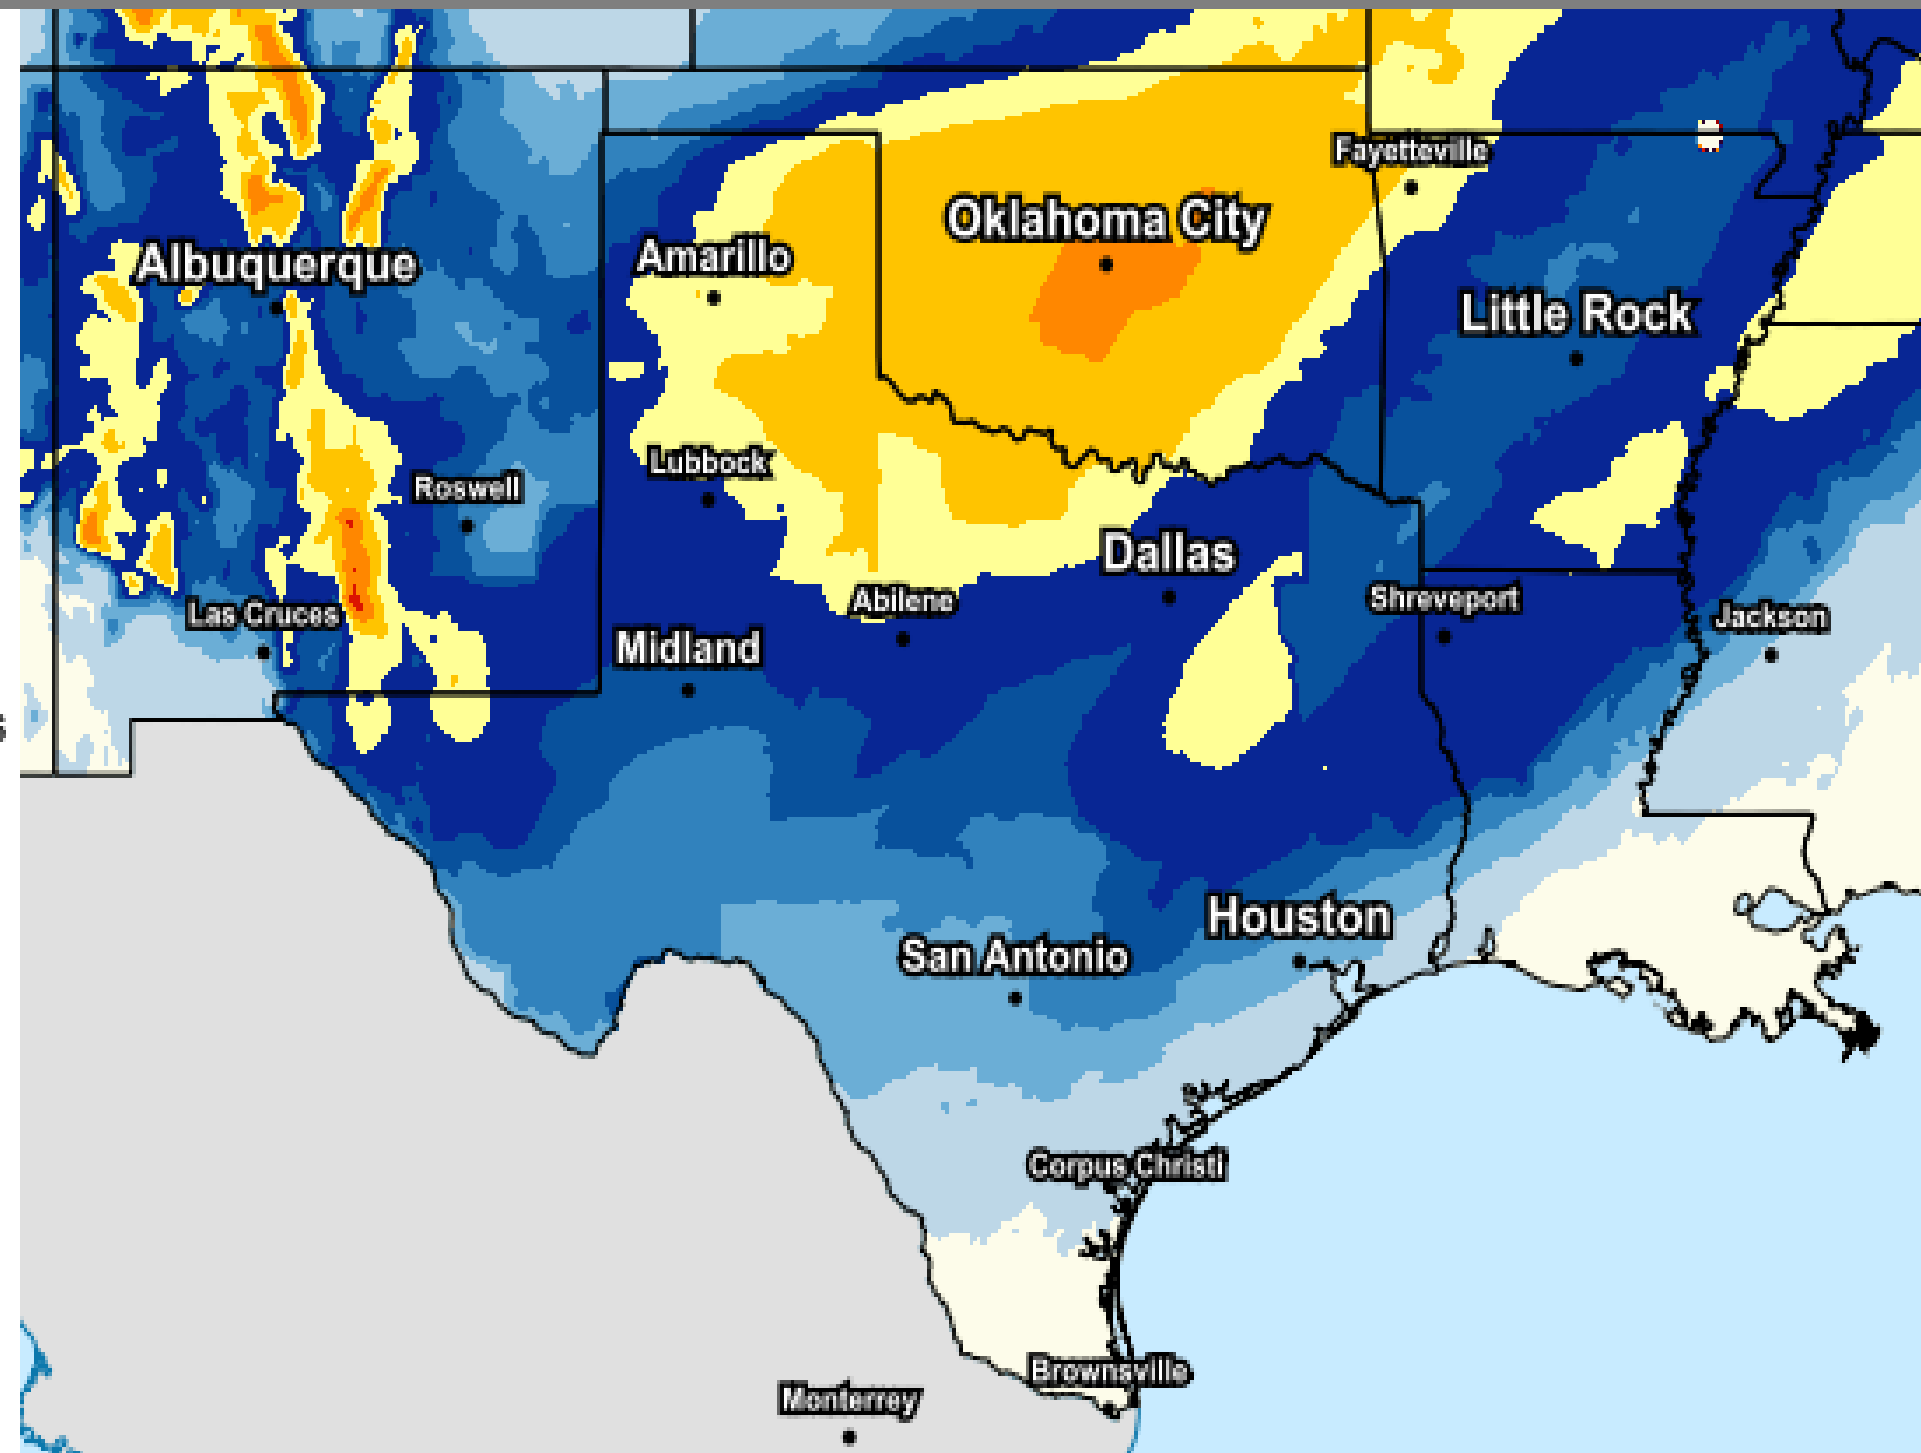 Fayetteville
Oklahoma City
Albuquerque
Amarillo
Little Rock
Lubbock
Roswell
Dallas
Abilene
Shreveport
Las Cruces
Jackson
Midland
s
Houston
San Antonio
Corpus Christi
Brownsville
Monterrey